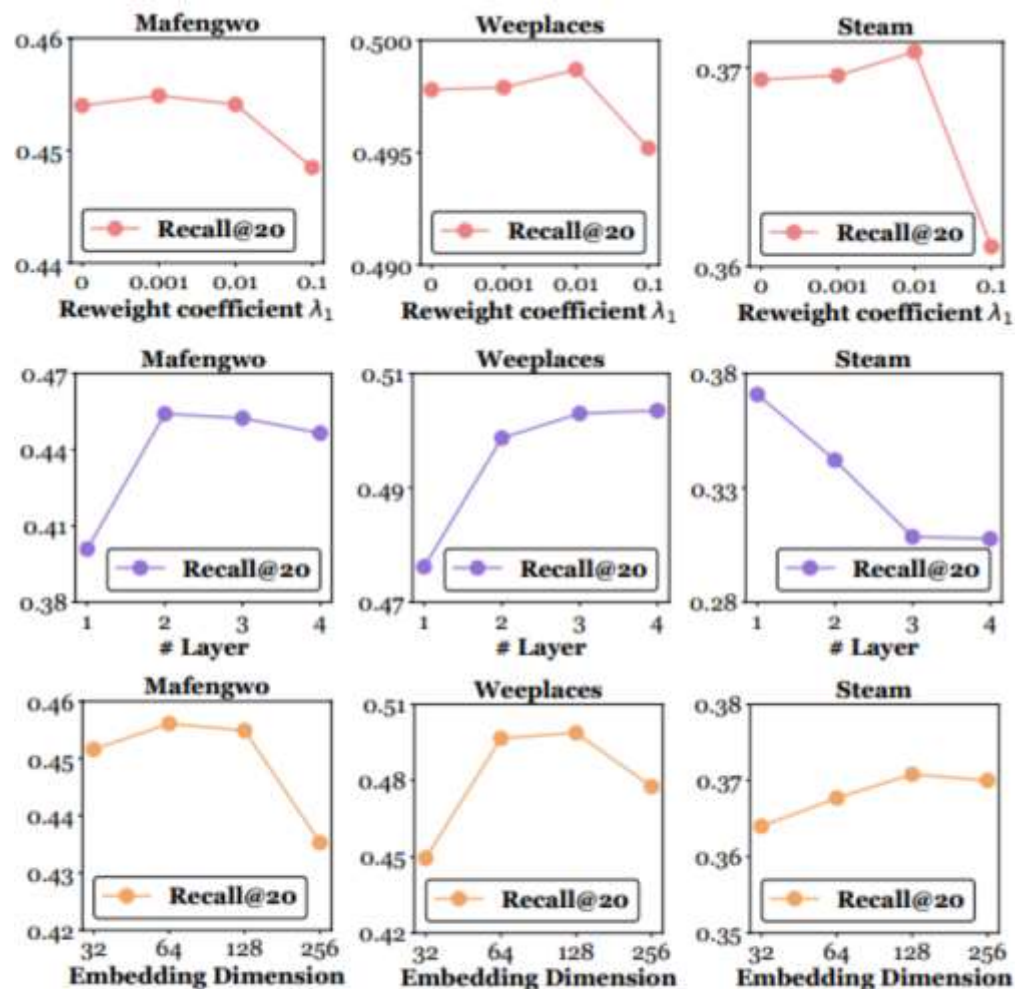 Mafengwo Weeplaces Steam
0.46 0.500 0.37
0.45 0.495
0.44 0.490 0.36
Recall@20 Recall@20 Recall@20
0 0.001 0.01 0.1 0 0.001 0.01 0.1 0 0.001 0.01 0.1
Reweight coefficient λ₁ Reweight coefficient λ₁ Reweight coefficient λ₁
Mafengwo Weeplaces Steam
0.47 0.51 0.38
0.44 0.49 0.33
0.41
0.38 0.47 0.28
Recall@20 Recall@20 Recall@20
1 2 3 4 1 2 3 4 1 2 3 4
# Layer # Layer # Layer
Mafengwo Weeplaces Steam
0.46 0.51 0.38
0.45 0.48 0.37
0.44 0.45 0.36
0.43
0.42 0.42 0.35
Recall@20 Recall@20 Recall@20
32 64 128 256 32 64 128 256 32 64 128 256
Embedding Dimension Embedding Dimension Embedding Dimension